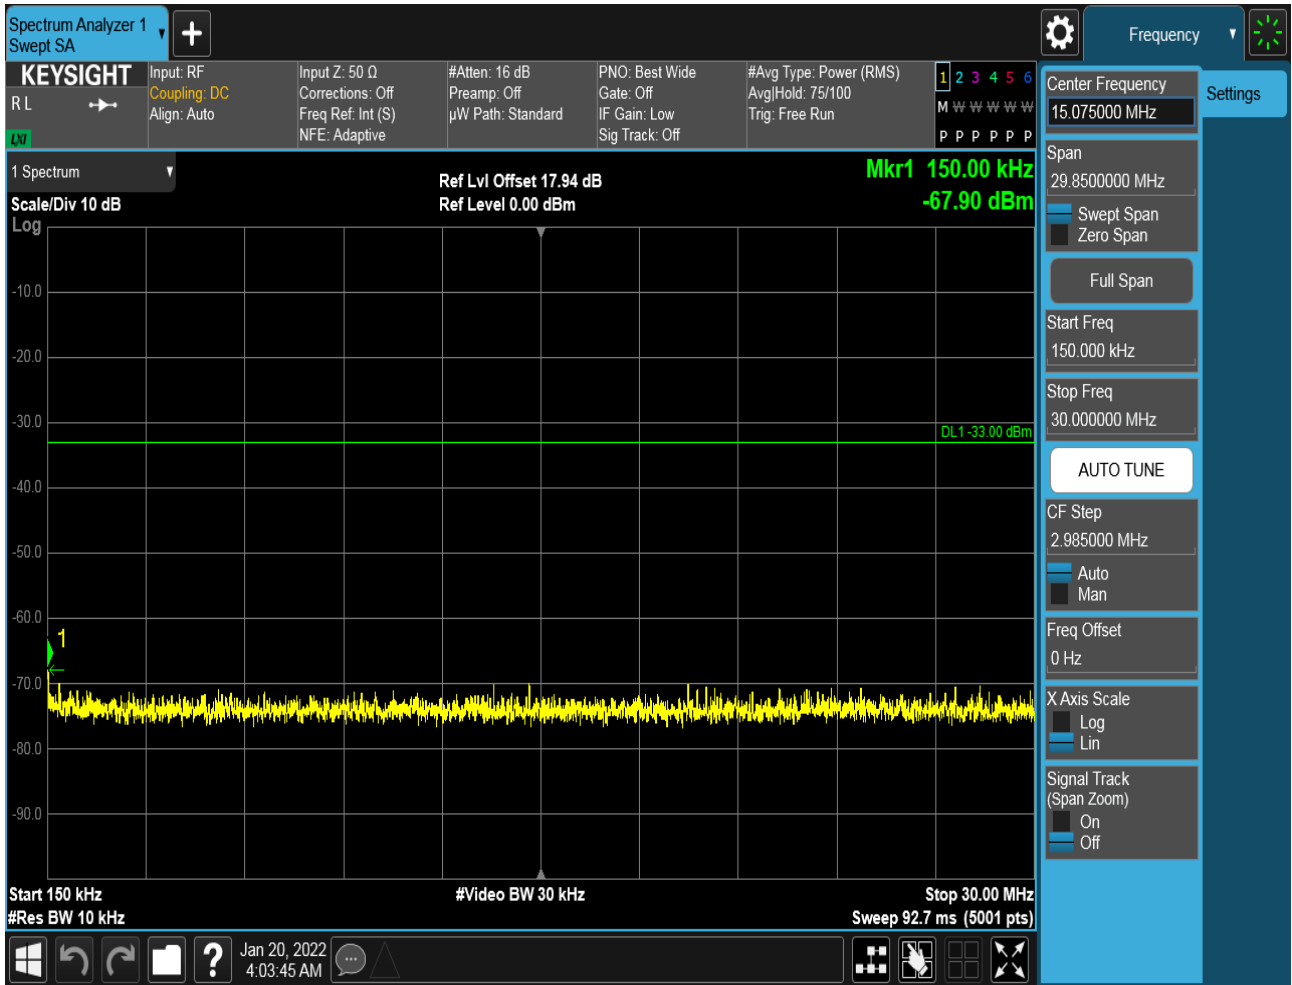 Spectrum Analyzer 1
Swept SA
Frequency
KEYSIGHT
R L
LXI
Input: RF
Coupling: DC
Align: Auto
Input Z: 50 Ω
Corrections: Off
Freq Ref: Int (S)
NFE: Adaptive
#Atten: 16 dB
Preamp: Off
µW Path: Standard
PNO: Best Wide
Gate: Off
IF Gain: Low
Sig Track: Off
#Avg Type: Power (RMS)
Avg|Hold: 75/100
Trig: Free Run
1 2 3 4 5 6
M W W W W W
P P P P P P
1 Spectrum
Scale/Div 10 dB
Log
Ref Lvl Offset 17.94 dB
Ref Level 0.00 dBm
Mkr1 150.00 kHz
-67.90 dBm
-10.0
-20.0
-30.0
DL1 -33.00 dBm
-40.0
-50.0
-60.0
1
-70.0
-80.0
-90.0
Start 150 kHz
#Video BW 30 kHz
Stop 30.00 MHz
#Res BW 10 kHz
Sweep 92.7 ms (5001 pts)
Jan 20, 2022
4:03:45 AM
?
Center Frequency
15.075000 MHz
Settings
Span
29.8500000 MHz
Swept Span
Zero Span
Full Span
Start Freq
150.000 kHz
Stop Freq
30.000000 MHz
AUTO TUNE
CF Step
2.985000 MHz
Auto
Man
Freq Offset
0 Hz
X Axis Scale
Log
Lin
Signal Track
(Span Zoom)
On
Off